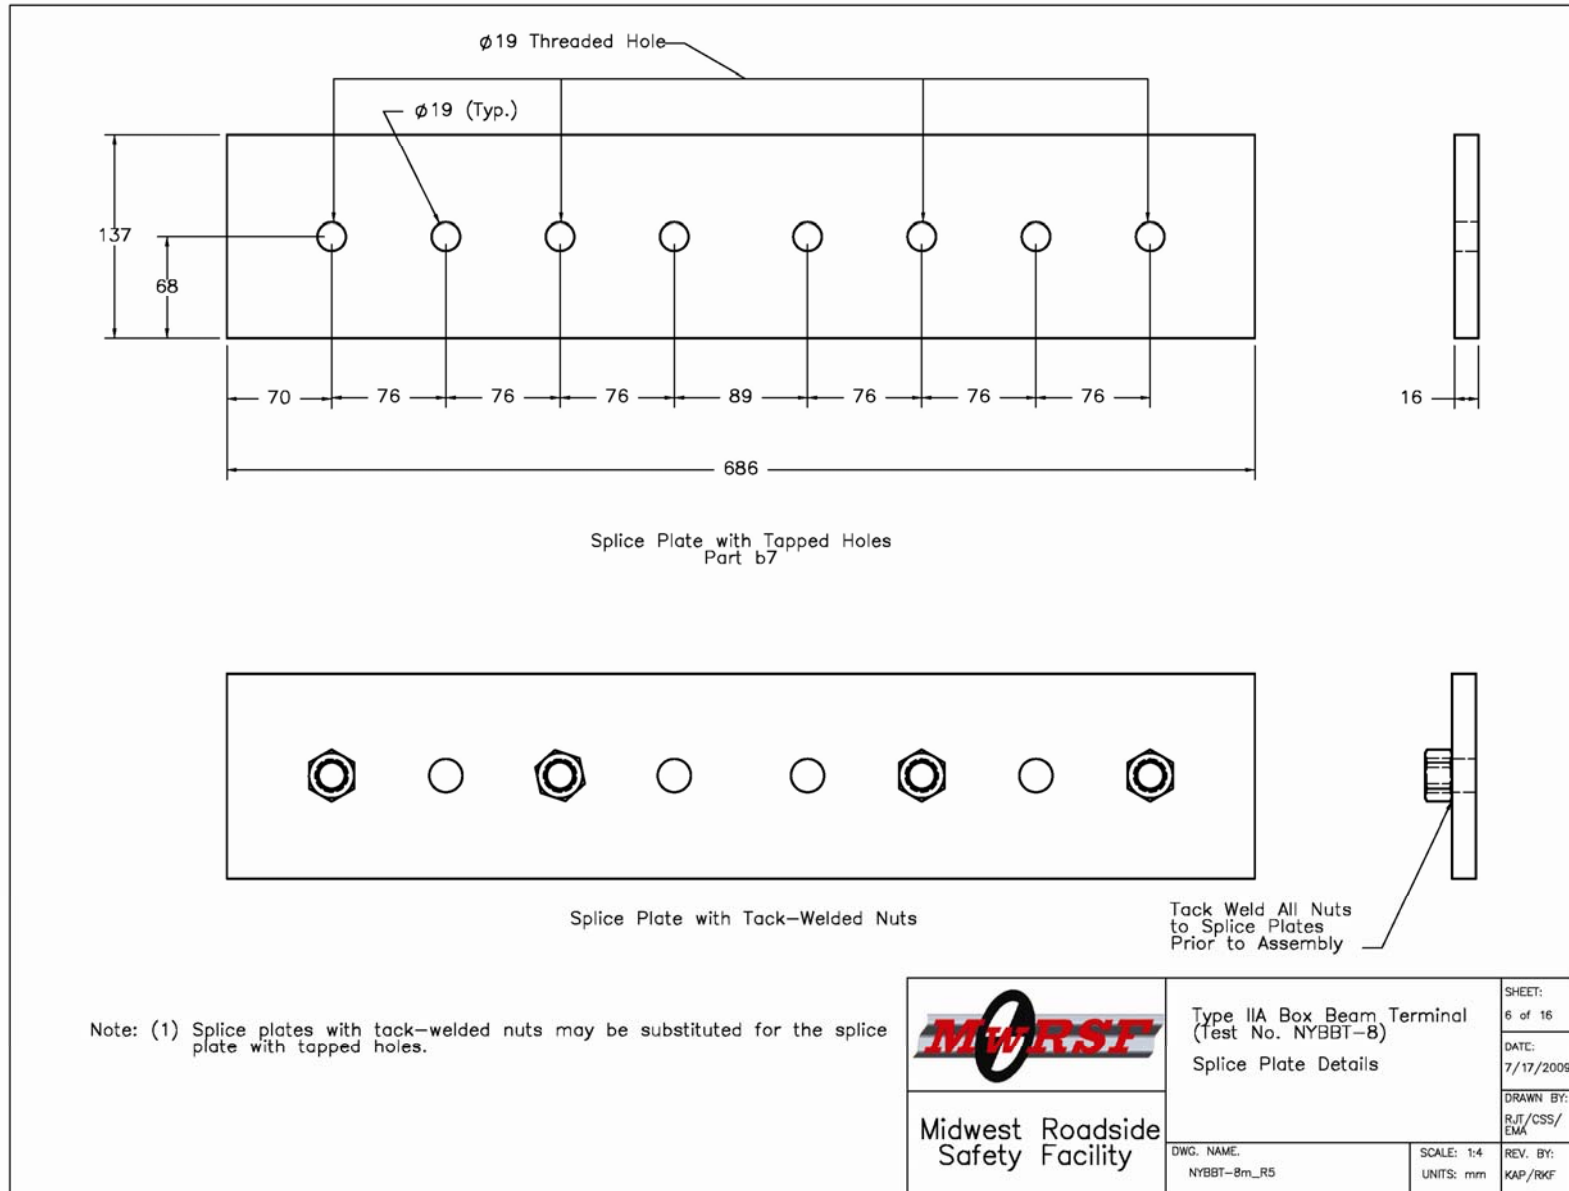 ⌀19 Threaded Hole
⌀19 (Typ.)
137
68
70 76 76 76 89 76 76 76
16
686
Splice Plate with Tapped Holes
Part b7
Splice Plate with Tack-Welded Nuts
Tack Weld All Nuts
to Splice Plates
Prior to Assembly
Note: (1) Splice plates with tack-welded nuts may be substituted for the splice
plate with tapped holes.
MwRSF
Midwest Roadside
Safety Facility
Type IIA Box Beam Terminal
(Test No. NYBBT-8)
Splice Plate Details
SHEET:
6 of 16
DATE:
7/17/2009
DRAWN BY:
RJT/CSS/
EMA
DWG. NAME.
NYBBT-8m_R5
SCALE: 1:4
UNITS: mm
REV. BY:
KAP/RKF